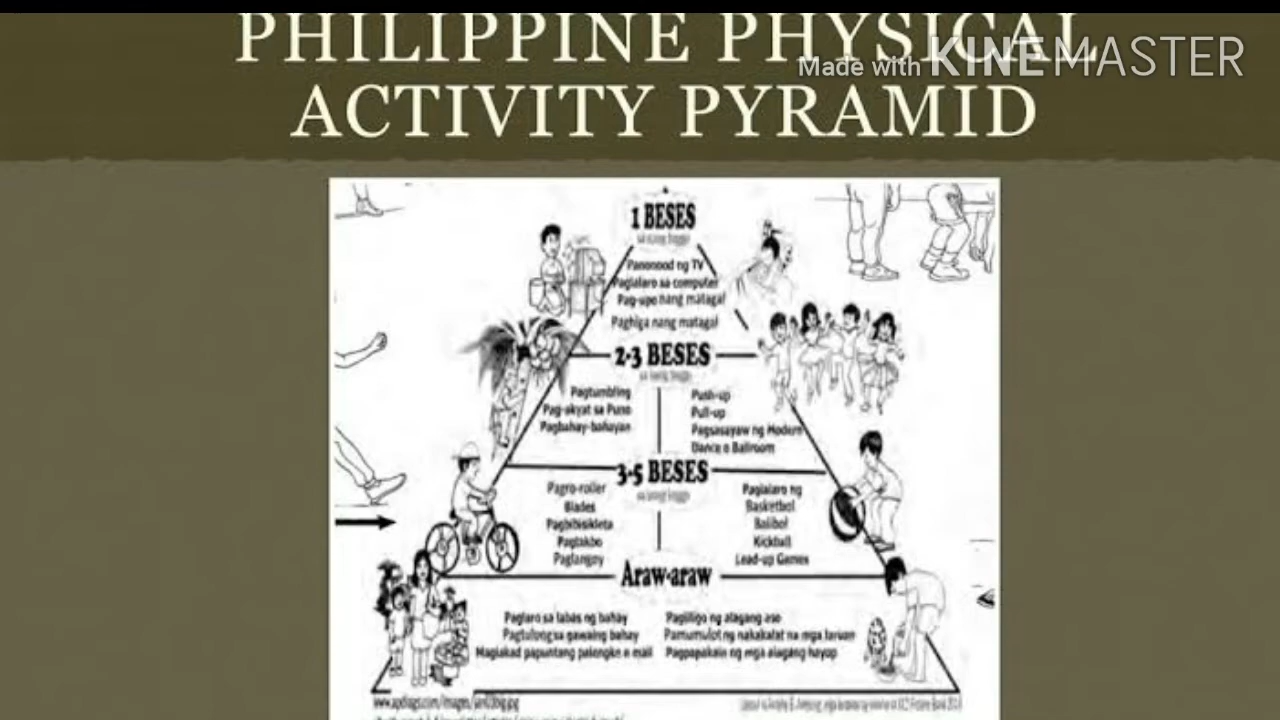 PHILIPPINE PHYSICAL
Made with KINEMASTER
ACTIVITY PYRAMID
1 BESES
Panonood ng TV
Paglalaro sa computer
Pag-upo nang matagal
Paghiga nang matagal
2-3 BESES
Pagtumbling
Pag-akyat sa Puno
Pagbahay-bahayan
Push-up
Pull-up
Pagsasayaw ng Modern
Dance o Ballroom
3-5 BESES
Pagro-roller
Blades
Pagbibisikleta
Pagtakbo
Paglangoy
Paglalaro ng
Basketbol
Balibol
Kickball
Lead-up Games
Araw-araw
Paglaro sa labas ng bahay
Pagtulong sa gawaing bahay
Maglakad papuntang palengke o mall
Pagliligo ng alagang aso
Pamumulot ng nakakalat na mga laruan
Pagpapakain ng mga alagang hayop